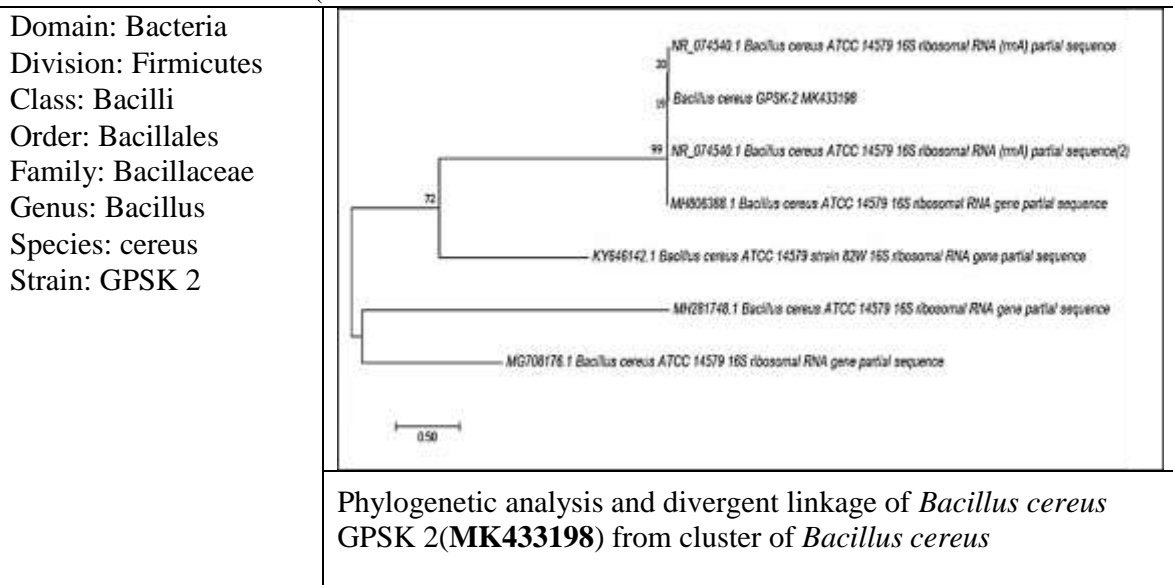 Domain: Bacteria
Division: Firmicutes
Class: Bacilli
Order: Bacillales
Family: Bacillaceae
Genus: Bacillus
Species: cereus
Strain: GPSK 2
NR_074540.1 Bacillus cereus ATCC 14579 16S ribosomal RNA (rrnA) partial sequence
Bacillus cereus GPSK-2 MK433198
99 NR_074540.1 Bacillus cereus ATCC 14579 16S ribosomal RNA (rrnA) partial sequence(2)
72
MH806388.1 Bacillus cereus ATCC 14579 16S ribosomal RNA gene partial sequence
KY646142.1 Bacillus cereus ATCC 14579 strain 82W 16S ribosomal RNA gene partial sequence
MH281748.1 Bacillus cereus ATCC 14579 16S ribosomal RNA gene partial sequence
MG708176.1 Bacillus cereus ATCC 14579 16S ribosomal RNA gene partial sequence
0.50
Phylogenetic analysis and divergent linkage of Bacillus cereus
GPSK 2(MK433198) from cluster of Bacillus cereus